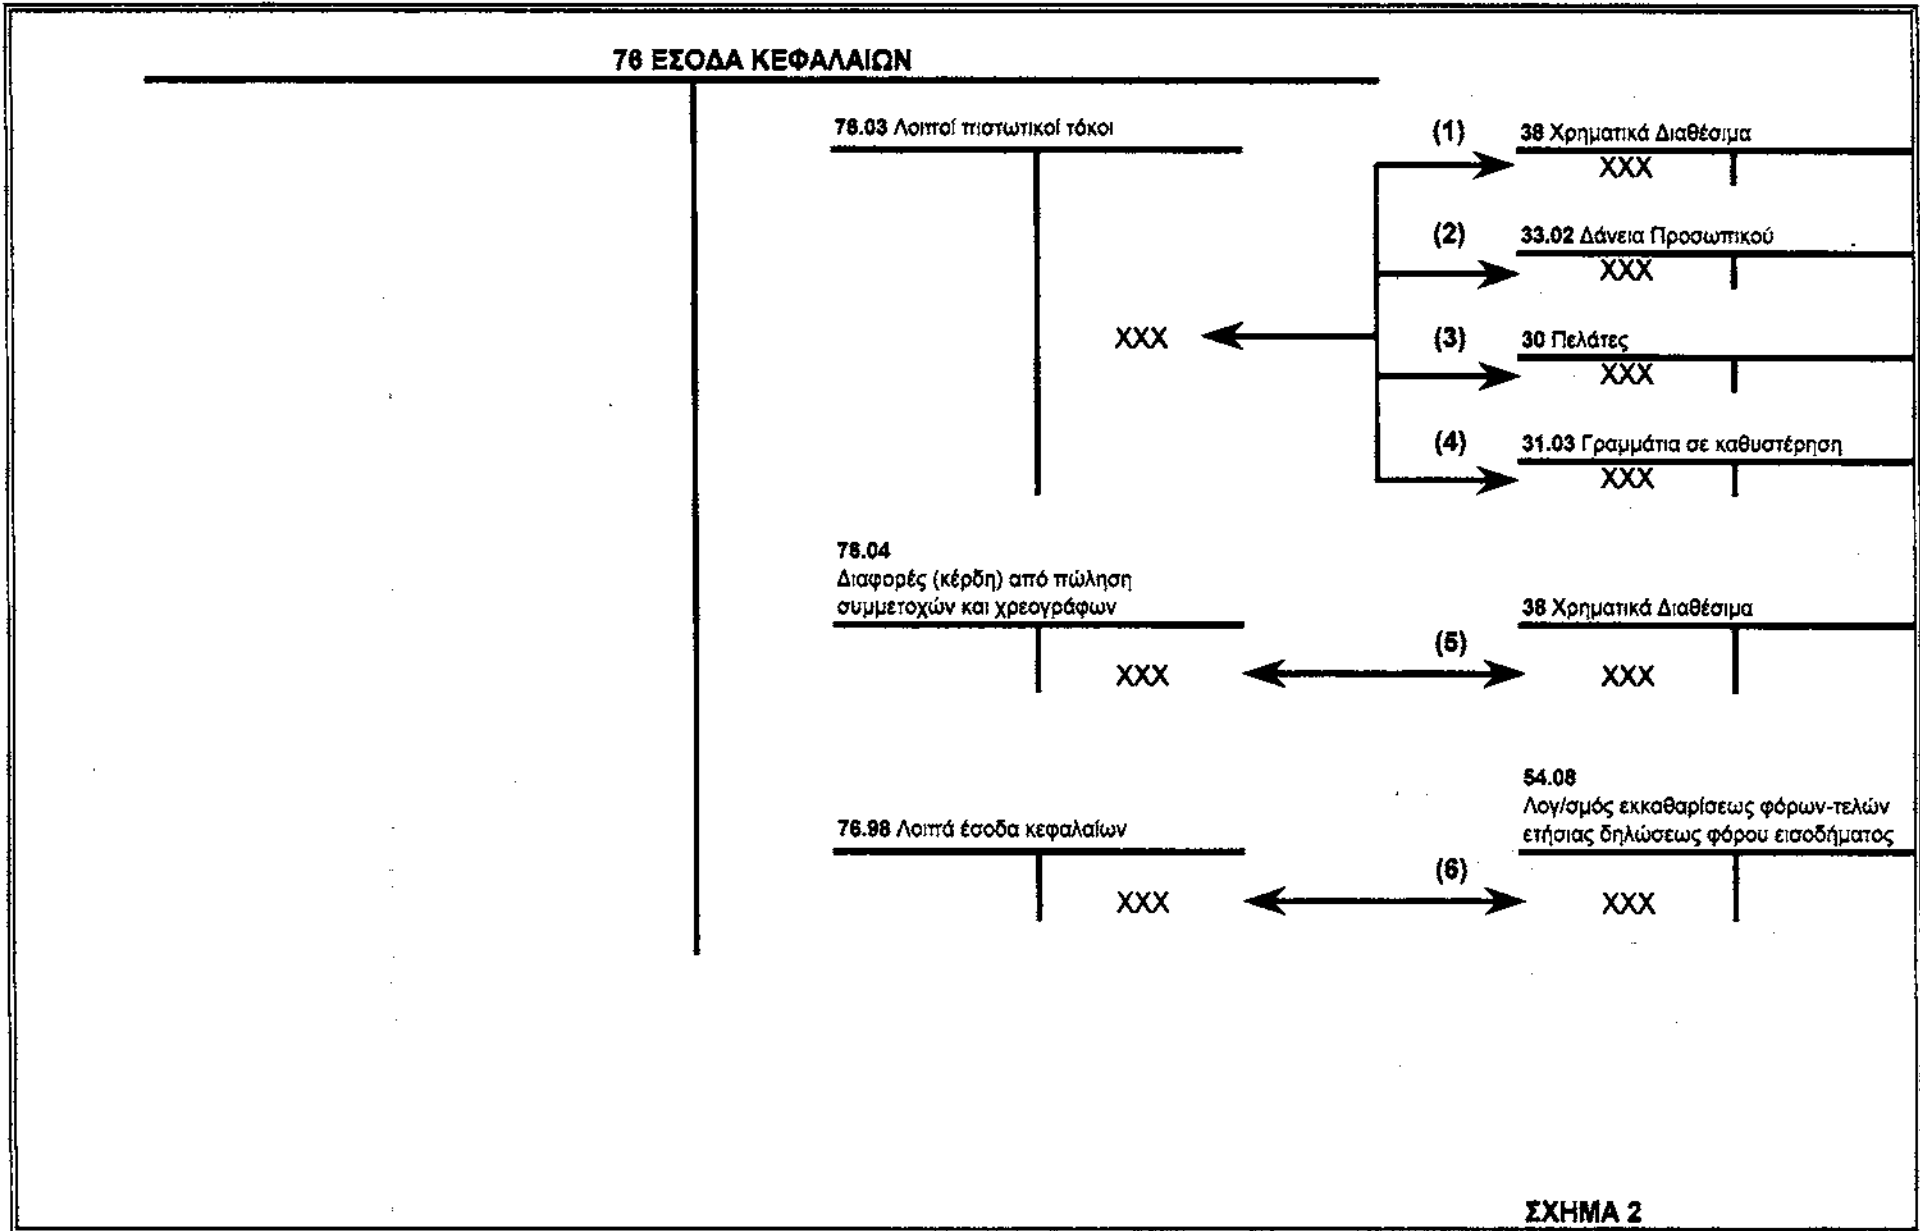 76 ΕΣΟΔΑ ΚΕΦΑΛΑΙΩΝ
76.03 Λοιποί πιστωτικοί τόκοι
(1)
38 Χρηματικά Διαθέσιμα
XXX
(2)
33.02 Δάνεια Προσωπικού
XXX
XXX
(3)
30 Πελάτες
XXX
(4)
31.03 Γραμμάτια σε καθυστέρηση
XXX
76.04
Διαφορές (κέρδη) από πώληση
συμμετοχών και χρεογράφων
XXX
(5)
38 Χρηματικά Διαθέσιμα
XXX
76.98 Λοιπά έσοδα κεφαλαίων
XXX
(6)
54.08
Λογ/σμός εκκαθαρίσεως φόρων-τελών
ετήσιας δηλώσεως φόρου εισοδήματος
XXX
ΣΧΗΜΑ 2